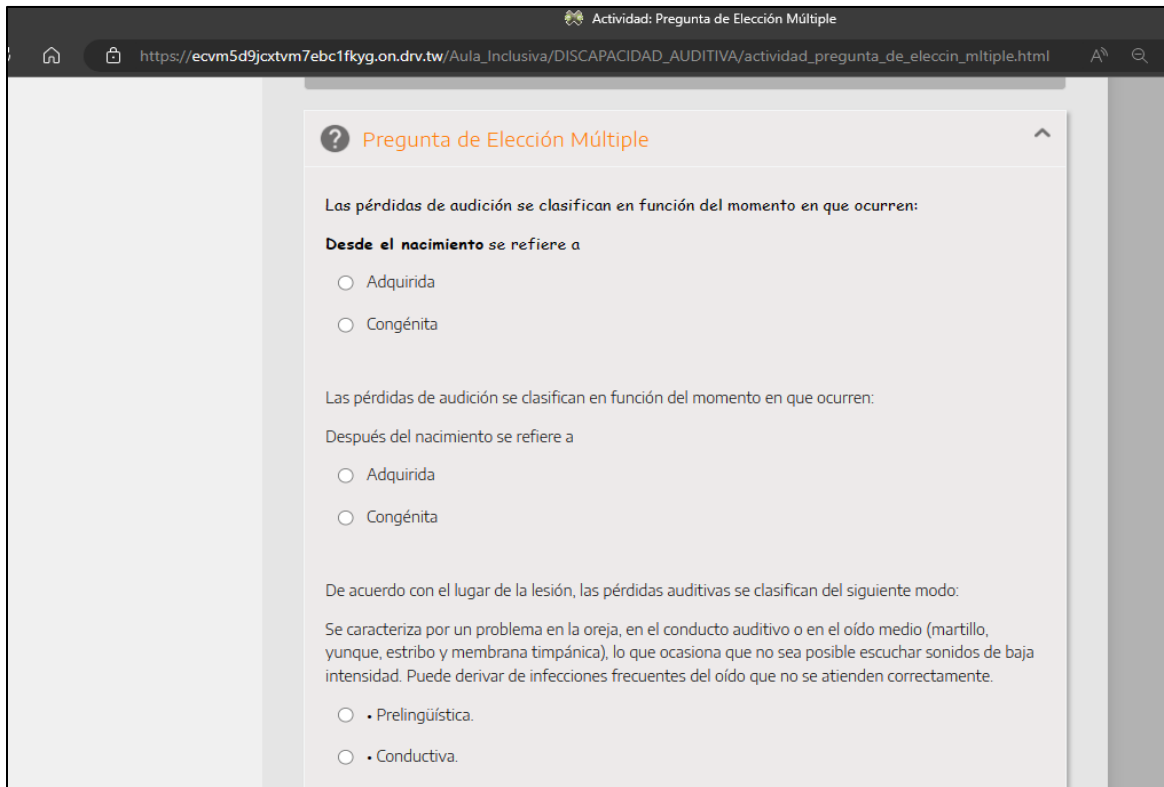 Actividad: Pregunta de Elección Múltiple
https://ecvm5d9jcxtvm7ebc1fkyg.on.drv.tw/Aula_Inclusiva/DISCAPACIDAD_AUDITIVA/actividad_pregunta_de_eleccin_mltiple.html
Pregunta de Elección Múltiple
Las pérdidas de audición se clasifican en función del momento en que ocurren:
Desde el nacimiento se refiere a
Adquirida
Congénita
Las pérdidas de audición se clasifican en función del momento en que ocurren:
Después del nacimiento se refiere a
Adquirida
Congénita
De acuerdo con el lugar de la lesión, las pérdidas auditivas se clasifican del siguiente modo:
Se caracteriza por un problema en la oreja, en el conducto auditivo o en el oído medio (martillo,
yunque, estribo y membrana timpánica), lo que ocasiona que no sea posible escuchar sonidos de baja
intensidad. Puede derivar de infecciones frecuentes del oído que no se atienden correctamente.
• Prelingüística.
• Conductiva.